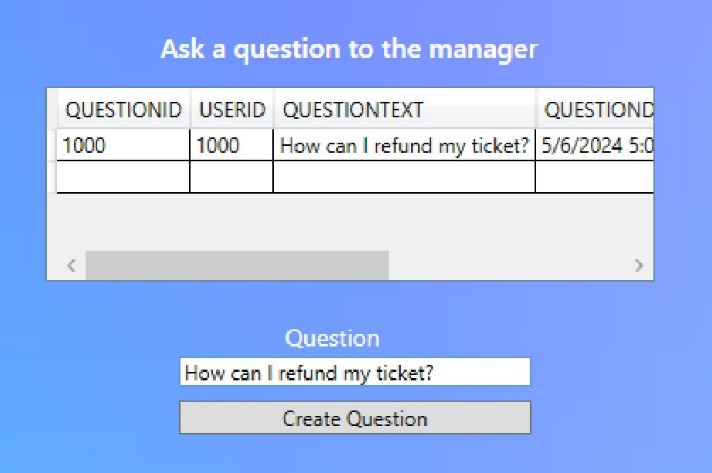 Ask a question to the manager
QUESTIONID USERID QUESTIONTEXT QUESTIOND
1000 1000 How can I refund my ticket? 5/6/2024 5:0
Question
How can I refund my ticket?
Create Question